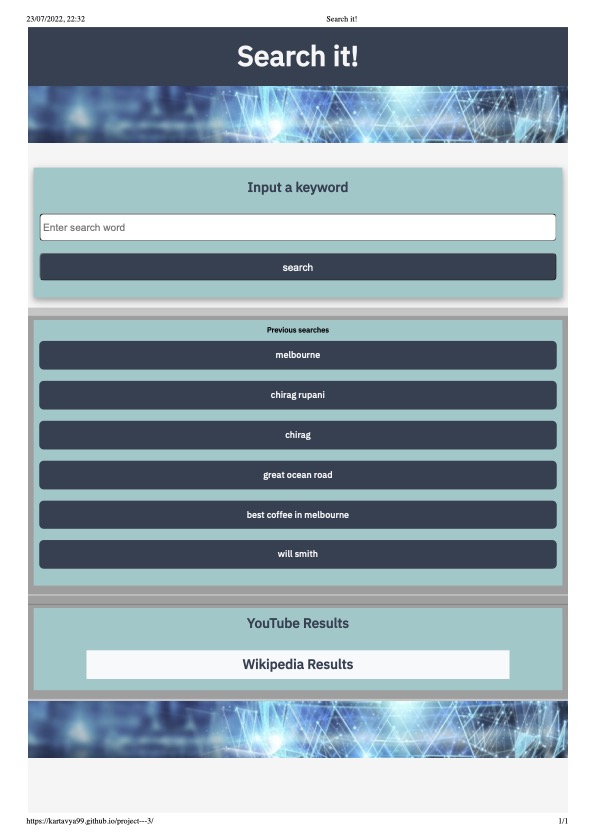 23/07/2022, 22:32 Search it!
Search it!
Input a keyword
Enter search word
search
Previous searches
melbourne
chirag rupani
chirag
great ocean road
best coffee in melbourne
will smith
YouTube Results
Wikipedia Results
https://kartavya99.github.io/project---3/ 1/1